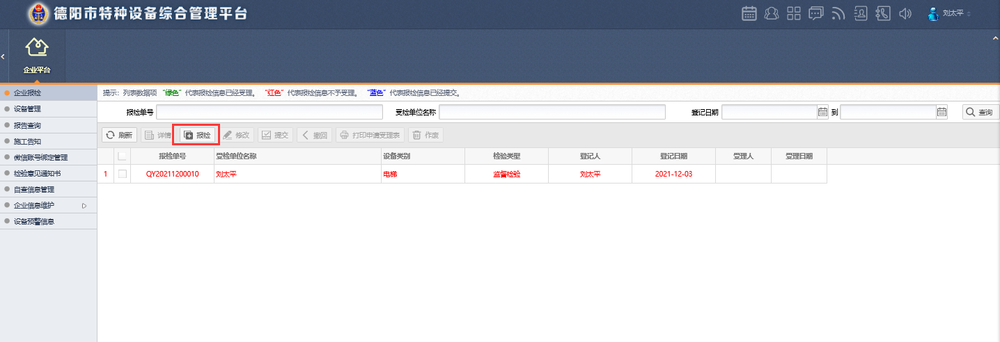 德阳市特种设备综合管理平台
刘太平
企业平台
企业报检
设备管理
报告查询
施工告知
微信账号绑定管理
检验意见通知书
自查信息管理
企业信息维护
设备预警信息
提示：列表数据项 “绿色” 代表报检信息已经受理。 “红色” 代表报检信息不予受理。 “蓝色” 代表报检信息已经提交。
报检单号 受检单位名称 登记日期 到 查询
刷新 详情 报检 修改 提交 撤回 打印申请受理表 作废
报检单号 受检单位名称 设备类别 检验类型 登记人 登记日期 受理人 受理日期
1 QY20211200010 刘太平 电梯 监督检验 刘太平 2021-12-03